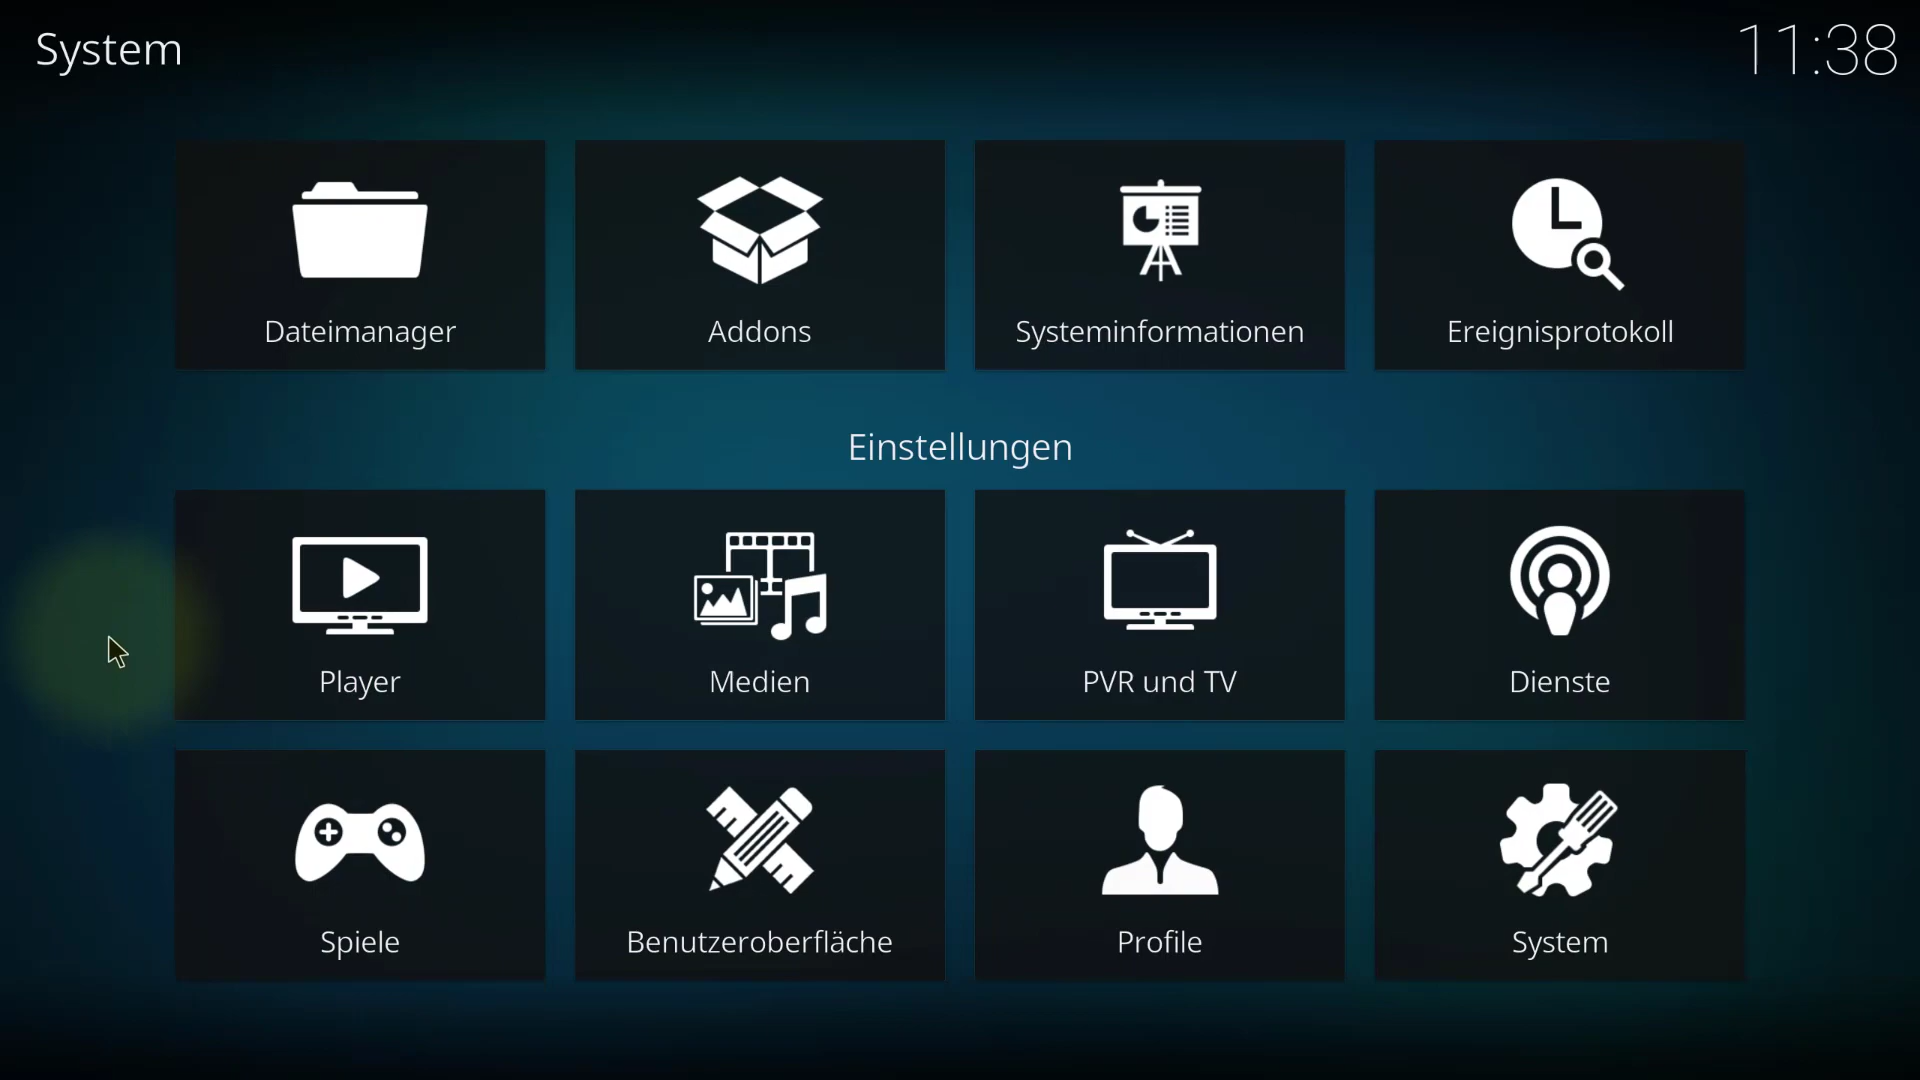 System
11:38
Dateimanager
Addons
Systeminformationen
Ereignisprotokoll
Einstellungen
Player
Medien
PVR und TV
Dienste
Spiele
Benutzeroberfläche
Profile
System